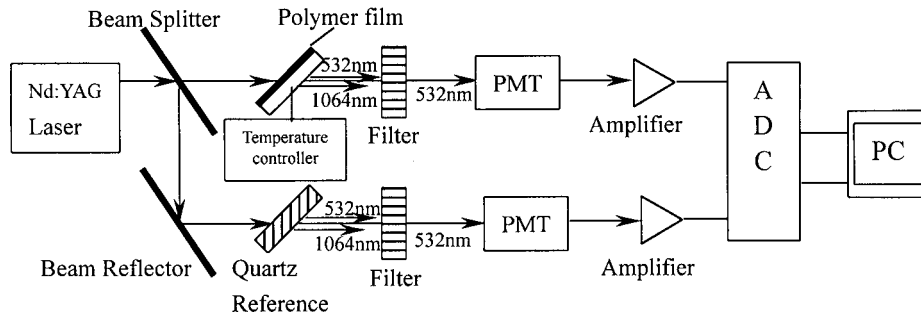 Beam Splitter
Polymer film
Nd:YAG
Laser
532nm
1064nm
Temperature
controller
Filter
532nm
PMT
Amplifier
A
D
C
PC
Beam Reflector
532nm
1064nm
Quartz
Reference
Filter
532nm
PMT
Amplifier